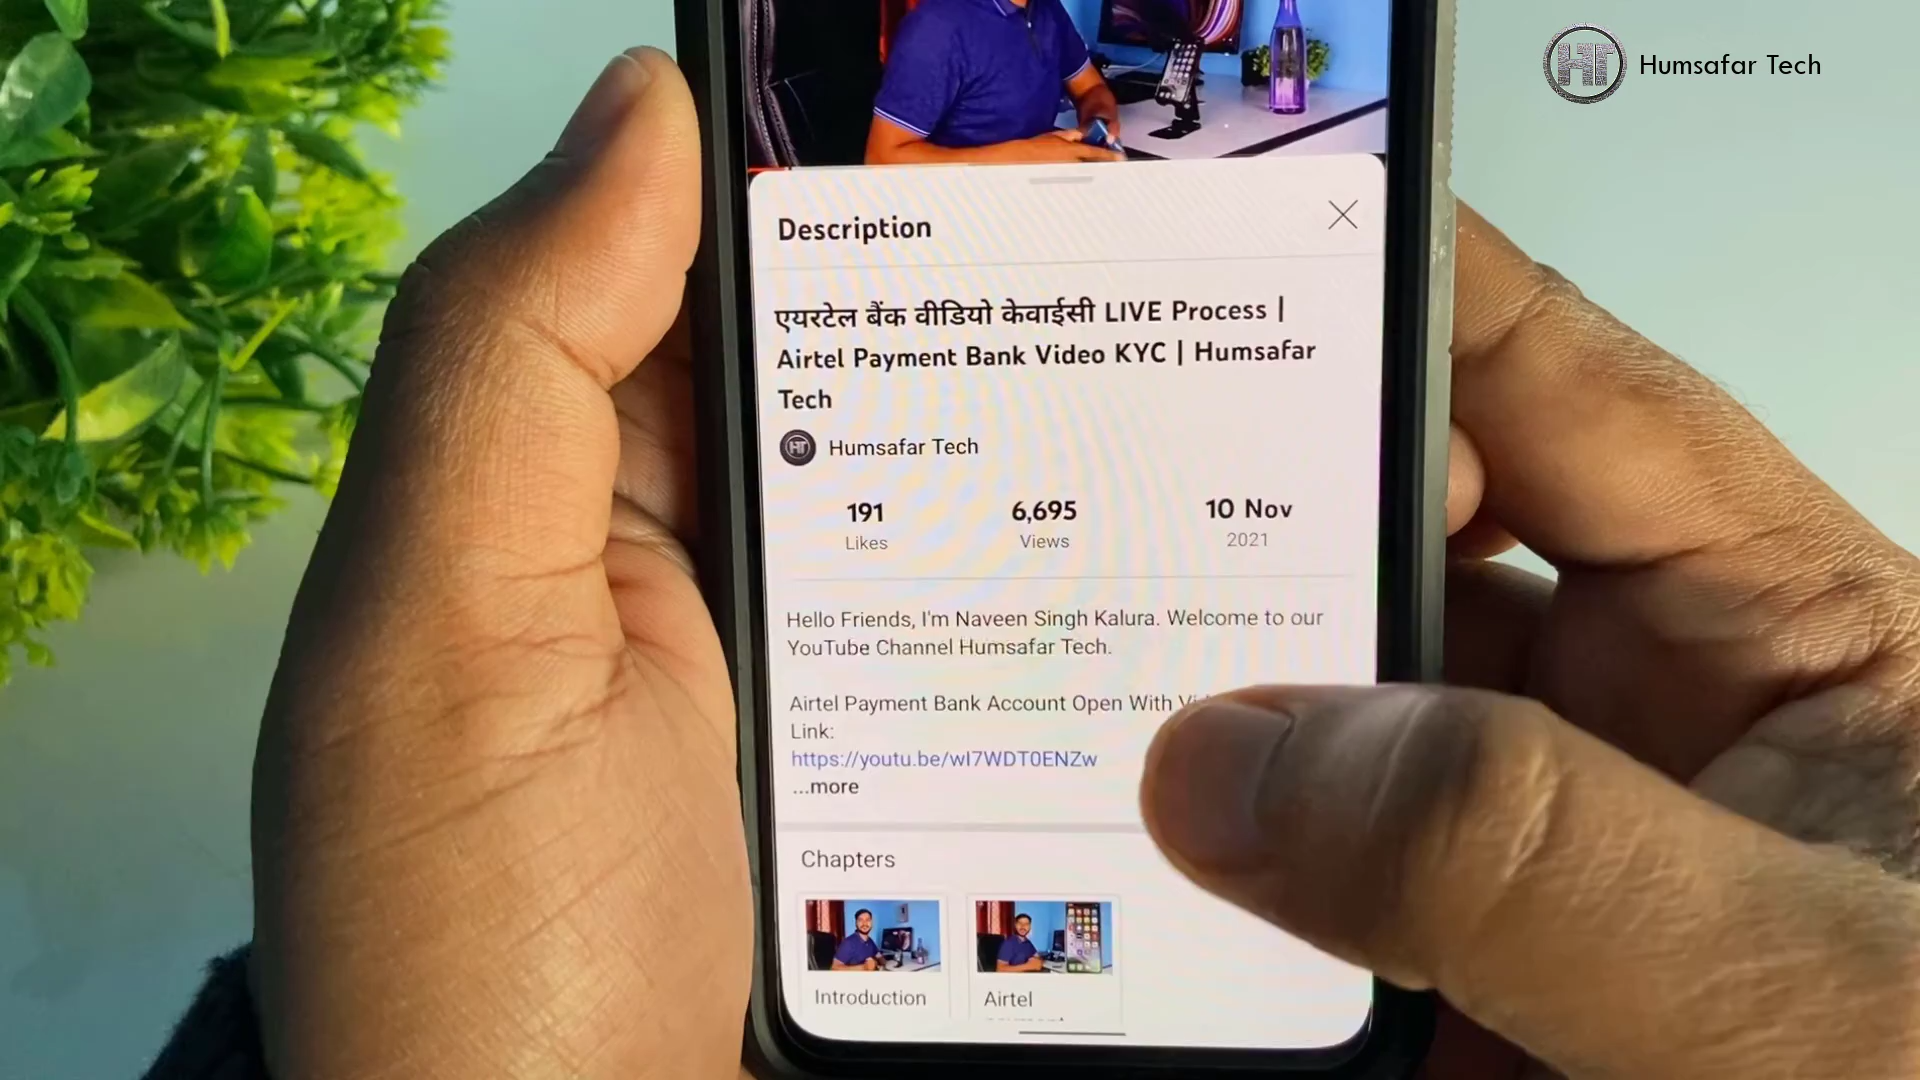 HT Humsafar Tech
Description
एयरटेल बैंक वीडियो केवाईसी LIVE Process |
Airtel Payment Bank Video KYC | Humsafar
Tech
HT Humsafar Tech
191 6,695 10 Nov
Likes Views 2021
Hello Friends, I'm Naveen Singh Kalura. Welcome to our
YouTube Channel Humsafar Tech.
Airtel Payment Bank Account Open With
Link:
https://youtu.be/wI7WDT0ENZw
...more
Chapters
Introduction Airtel